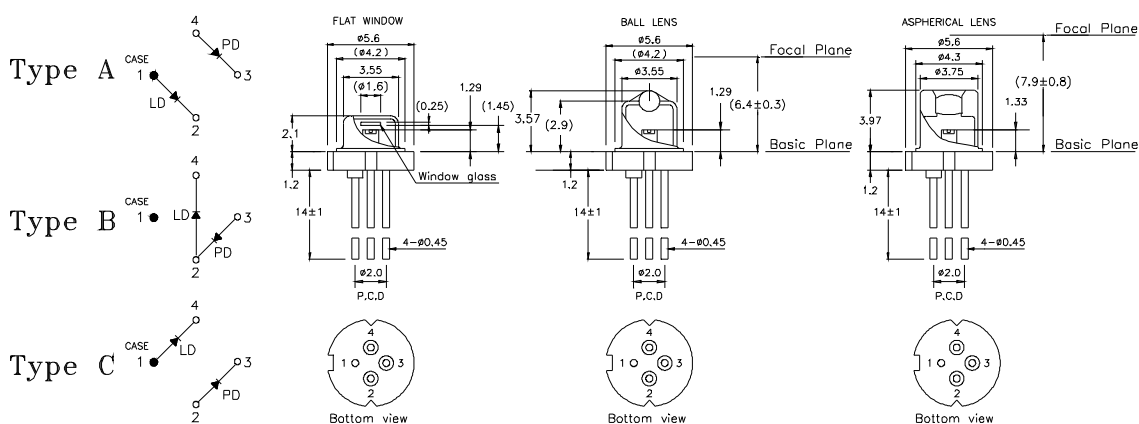 Type A
CASE
4
PD
1
3
LD
2
Type B
4
CASE
1
LD
3
PD
2
Type C
4
CASE
1
LD
3
PD
2
FLAT WINDOW
ø5.6
(ø4.2)
3.55
(ø1.6)
1.29
(0.25)
(1.45)
2.1
1.2
Window glass
14±1
4-ø0.45
ø2.0
P.C.D
4
1
3
2
Bottom view
BALL LENS
ø5.6
(ø4.2)
ø3.55
Focal Plane
1.29
(6.4±0.3)
3.57
(2.9)
Basic Plane
1.2
14±1
4-ø0.45
ø2.0
P.C.D
4
1
3
2
Bottom view
ASPHERICAL LENS
Focal Plane
ø5.6
ø4.3
ø3.75
(7.9±0.8)
1.33
3.97
Basic Plane
1.2
14±1
4-ø0.45
ø2.0
P.C.D
4
1
3
2
Bottom view